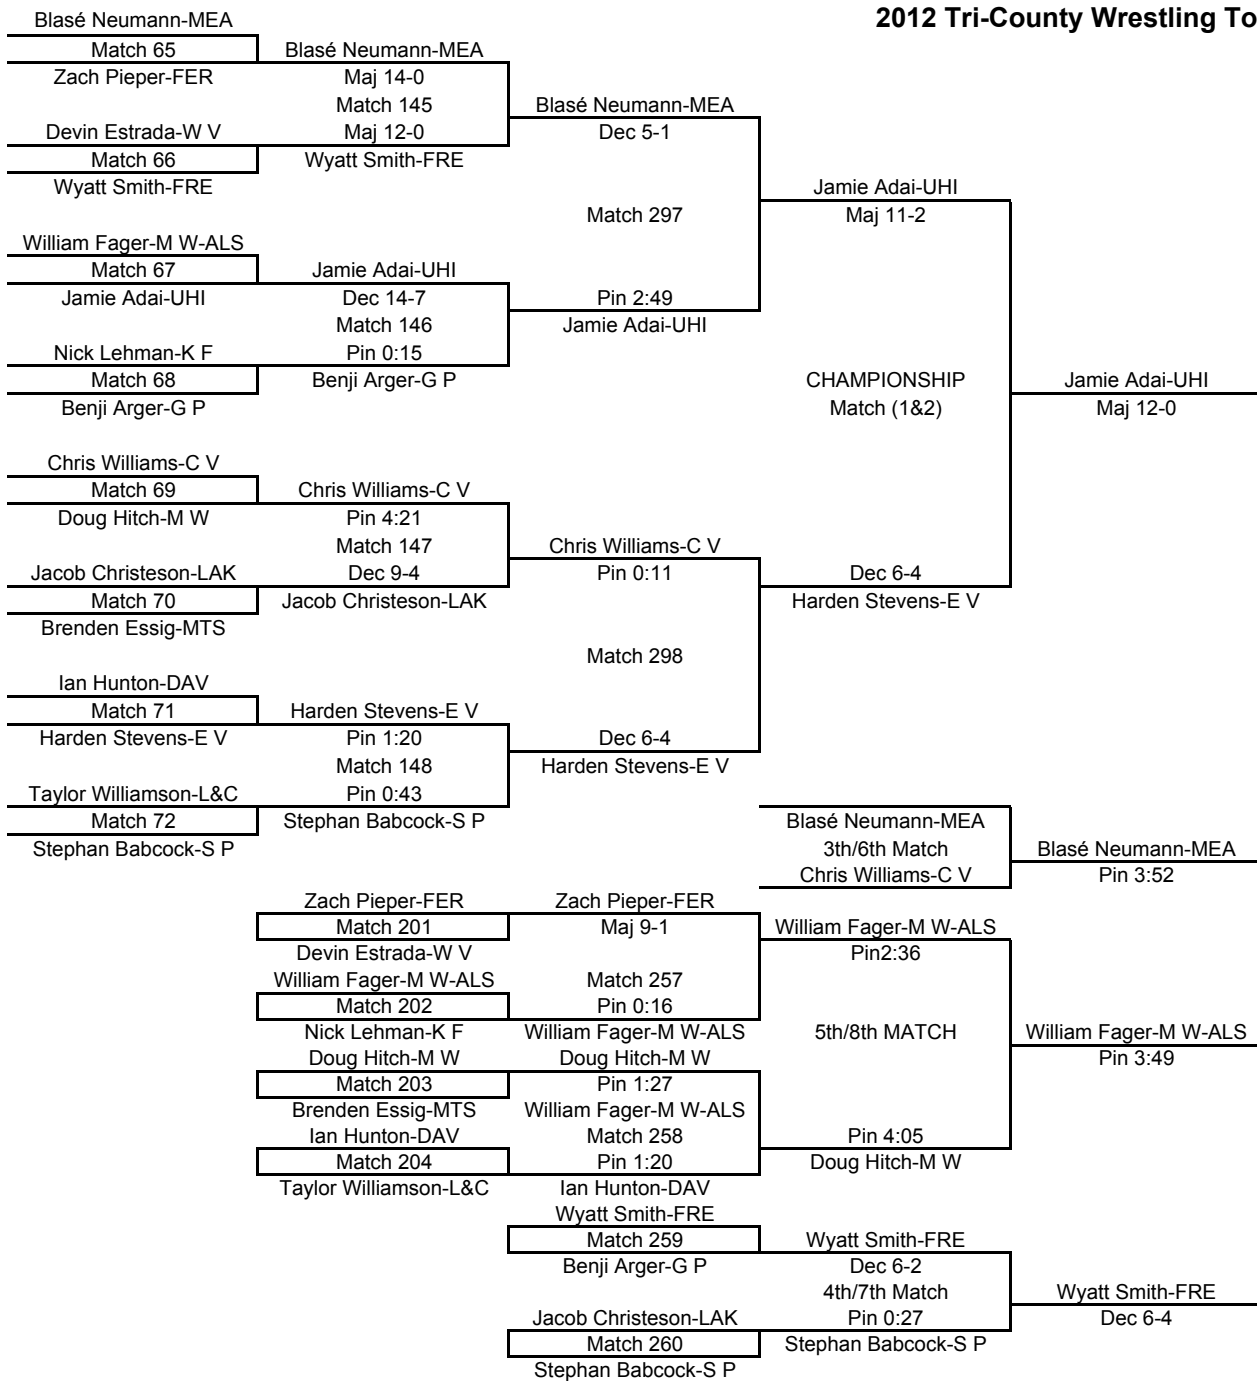 2012 Tri-County Wrestling To
Blasé Neumann-MEA
Match 65
Blasé Neumann-MEA
Zach Pieper-FER
Maj 14-0
Match 145
Blasé Neumann-MEA
Devin Estrada-W V
Maj 12-0
Dec 5-1
Match 66
Wyatt Smith-FRE
Wyatt Smith-FRE
Jamie Adai-UHI
Match 297
Maj 11-2
William Fager-M W-ALS
Match 67
Jamie Adai-UHI
Jamie Adai-UHI
Dec 14-7
Pin 2:49
Match 146
Jamie Adai-UHI
Nick Lehman-K F
Pin 0:15
Match 68
Benji Arger-G P
CHAMPIONSHIP
Jamie Adai-UHI
Benji Arger-G P
Match (1&2)
Maj 12-0
Chris Williams-C V
Match 69
Chris Williams-C V
Doug Hitch-M W
Pin 4:21
Match 147
Chris Williams-C V
Jacob Christeson-LAK
Dec 9-4
Pin 0:11
Dec 6-4
Match 70
Jacob Christeson-LAK
Harden Stevens-E V
Brenden Essig-MTS
Match 298
Ian Hunton-DAV
Match 71
Harden Stevens-E V
Harden Stevens-E V
Pin 1:20
Dec 6-4
Match 148
Harden Stevens-E V
Taylor Williamson-L&C
Pin 0:43
Match 72
Stephan Babcock-S P
Blasé Neumann-MEA
Stephan Babcock-S P
3th/6th Match
Blasé Neumann-MEA
Chris Williams-C V
Pin 3:52
Zach Pieper-FER
Zach Pieper-FER
Match 201
Maj 9-1
William Fager-M W-ALS
Devin Estrada-W V
Pin2:36
William Fager-M W-ALS
Match 257
Match 202
Pin 0:16
Nick Lehman-K F
William Fager-M W-ALS
5th/8th MATCH
William Fager-M W-ALS
Doug Hitch-M W
Doug Hitch-M W
Pin 3:49
Match 203
Pin 1:27
Brenden Essig-MTS
William Fager-M W-ALS
Ian Hunton-DAV
Match 258
Pin 4:05
Match 204
Pin 1:20
Doug Hitch-M W
Taylor Williamson-L&C
Ian Hunton-DAV
Wyatt Smith-FRE
Match 259
Wyatt Smith-FRE
Benji Arger-G P
Dec 6-2
4th/7th Match
Wyatt Smith-FRE
Jacob Christeson-LAK
Pin 0:27
Dec 6-4
Match 260
Stephan Babcock-S P
Stephan Babcock-S P